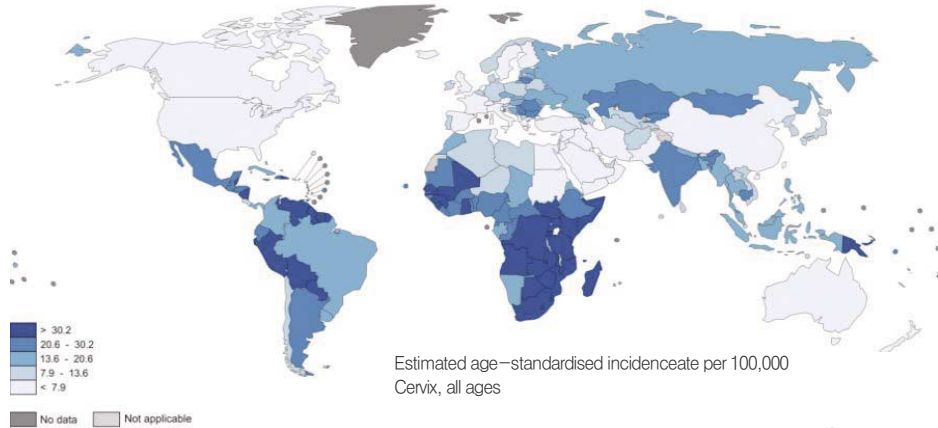 > 30.2
20.6 - 30.2
13.6 - 20.6
7.9 - 13.6
< 7.9
No data
Not applicable
Estimated age-standardised incidenceate per 100,000
Cervix, all ages